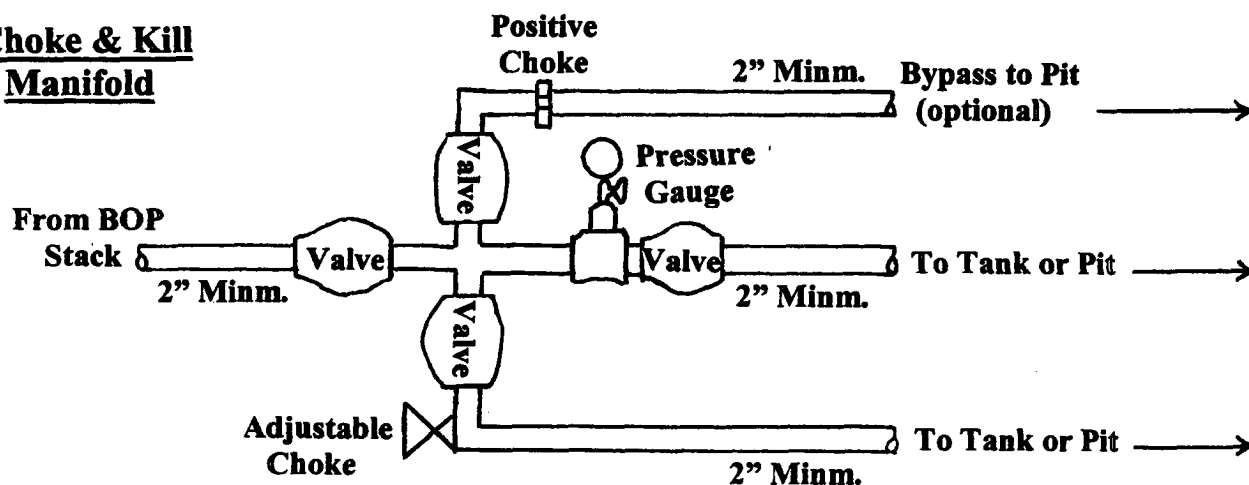 Choke & Kill
Manifold
Positive
Choke
2” Minm.
Bypass to Pit
(optional)
Valve
Pressure
Gauge
From BOP
Stack
Valve
Valve
To Tank or Pit
2” Minm.
2” Minm.
Valve
Adjustable
Choke
To Tank or Pit
2” Minm.